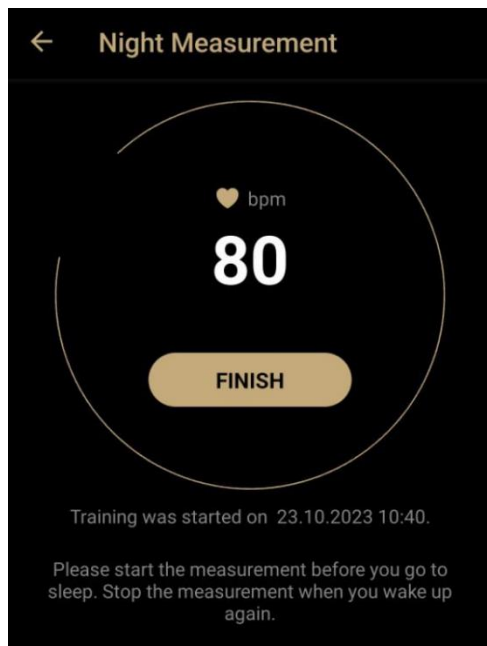 Night Measurement
bpm
80
FINISH
Training was started on 23.10.2023 10:40.
Please start the measurement before you go to
sleep. Stop the measurement when you wake up
again.